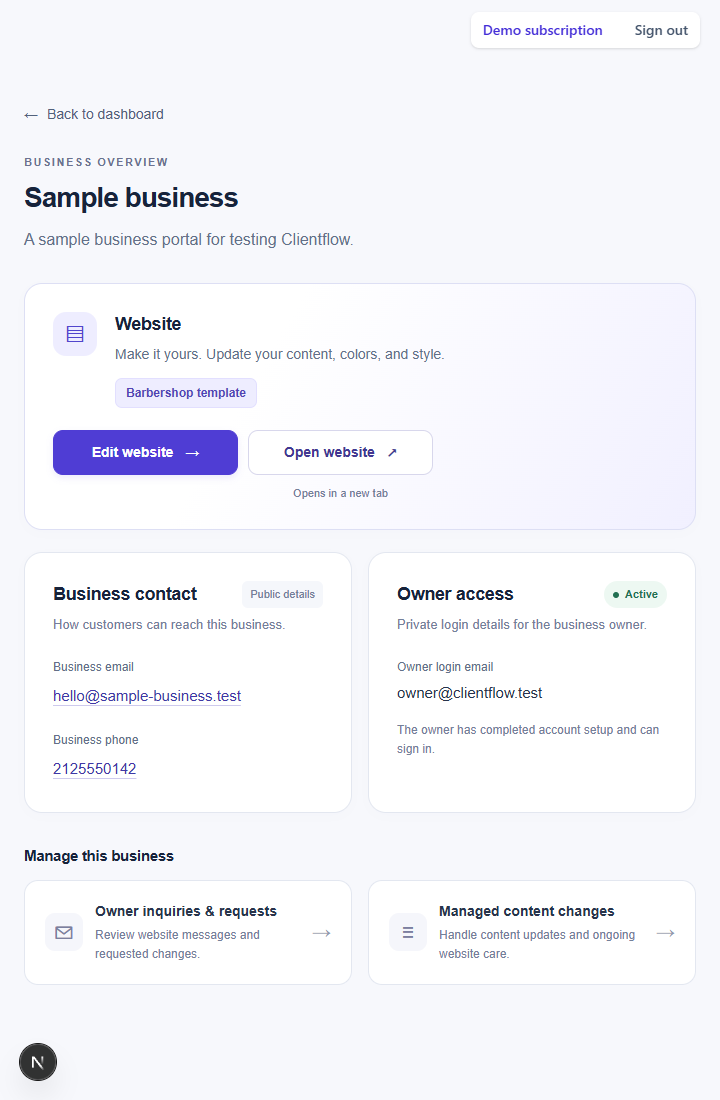 Demo subscription
Sign out
← Back to dashboard
BUSINESS OVERVIEW
Sample business
A sample business portal for testing Clientflow.
Website
Make it yours. Update your content, colors, and style.
Barbershop template
Edit website →
Open website ↗
Opens in a new tab
Business contact
Public details
How customers can reach this business.
Business email
hello@sample-business.test
Business phone
2125550142
Owner access
Active
Private login details for the business owner.
Owner login email
owner@clientflow.test
The owner has completed account setup and can
sign in.
Manage this business
Owner inquiries & requests
Review website messages and
requested changes.
→
Managed content changes
Handle content updates and ongoing
website care.
→
N